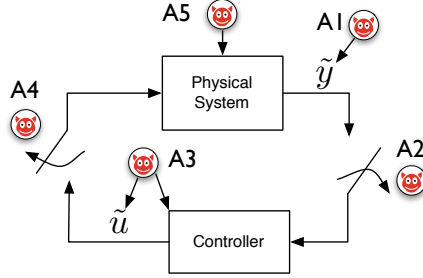 A5
A1
Physical
System
ỹ
A4
A3
A2
ũ
Controller